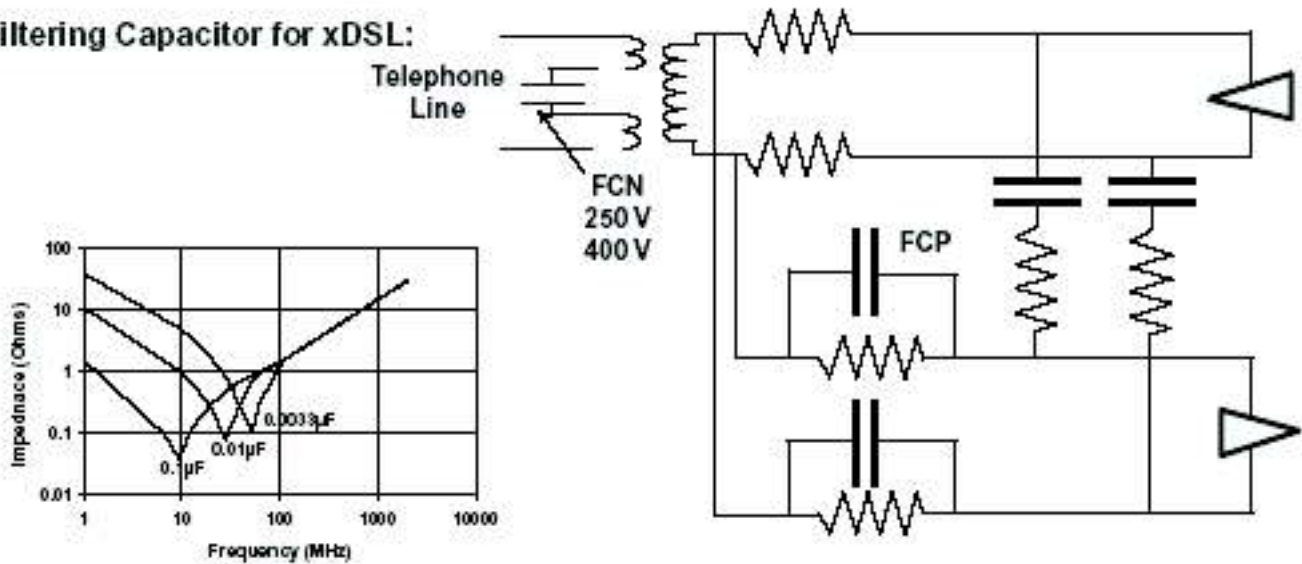 iltering Capacitor for xDSL:
Telephone
Line
FCN
250 V
400 V
FCP
Impednace (Ohms)
100
10
1
0.1
0.01
0.1µF
0.01µF
0.0033µF
1 10 100 1000 10000
Frequency (MHz)